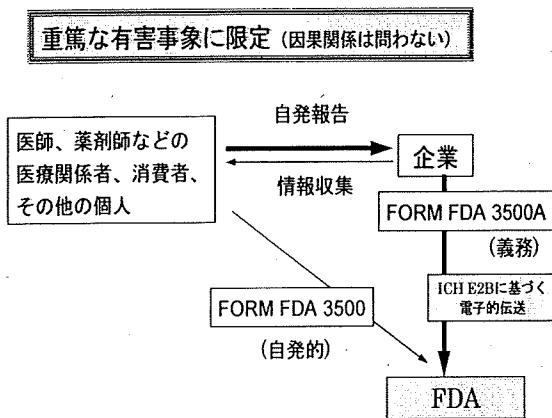 重篤な有害事象に限定 (因果関係は問わない)
医師、薬剤師などの
医療関係者、消費者、
その他の個人
自発報告
情報収集
企業
FORM FDA 3500A
(義務)
ICH E2Bに基づく
電子的伝送
FORM FDA 3500
(自発的)
FDA